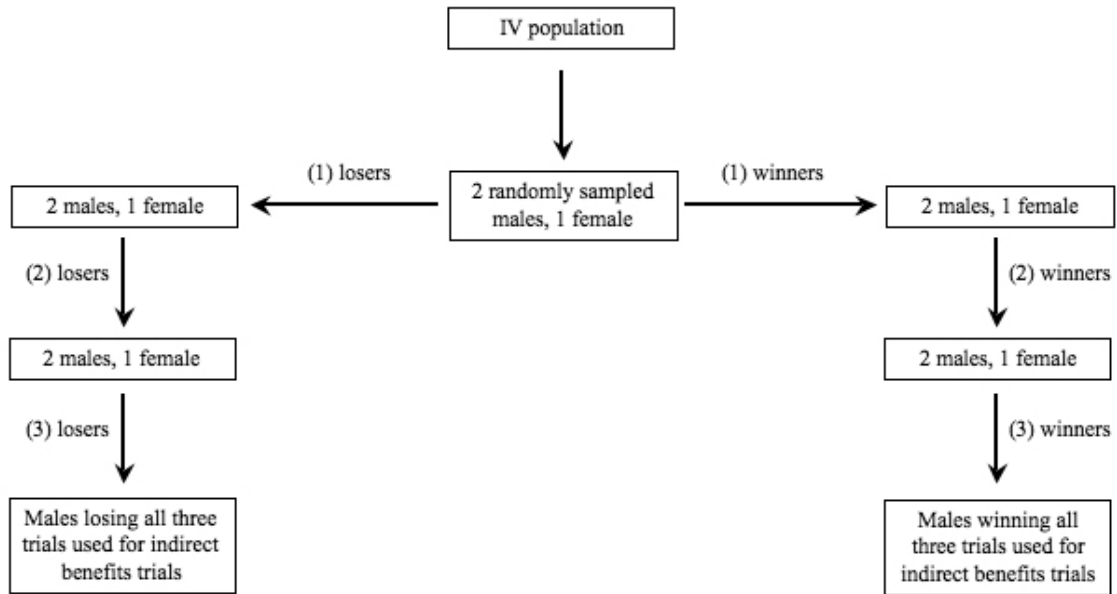 IV population
(1) losers
(1) winners
2 males, 1 female
2 randomly sampled
males, 1 female
2 males, 1 female
(2) losers
(2) winners
2 males, 1 female
2 males, 1 female
(3) losers
(3) winners
Males losing all three
trials used for indirect
benefits trials
Males winning all
three trials used for
indirect benefits trials